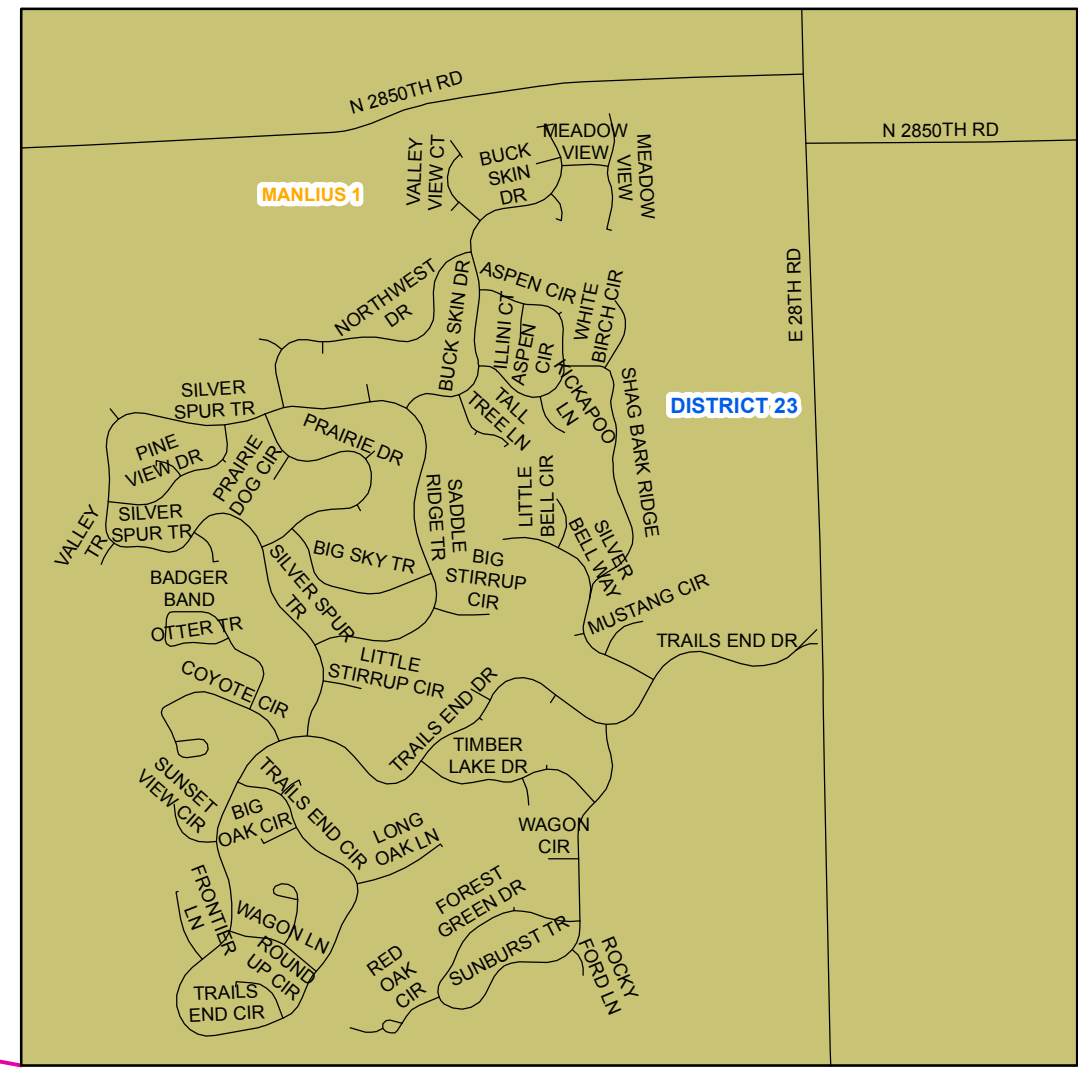 N 2850TH RD
N 2850TH RD
MEADOW
VIEW
MEADOW
VIEW
VALLEY
VIEW CT
BUCK
SKIN
DR
MANLIUS 1
E 28TH RD
NORTHWEST
DR
BUCK SKIN DR
ASPEN CIR
WHITE
BIRCH CIR
ILLINI CT
ASPEN
CIR
KICKAPOO
LN
TALL
TREE LN
SHAG BARK RIDGE
DISTRICT 23
SILVER
SPUR TR
PINE
VIEW DR
PRAIRIE
DOG CIR
PRAIRIE DR
SADDLE
RIDGE TR
LITTLE
BELL CIR
SILVER
BELL WAY
VALLEY
TR
SILVER
SPUR TR
SILVER SPUR
TR
BIG SKY TR
BIG
STIRRUP
CIR
MUSTANG CIR
TRAILS END DR
BADGER
BAND
OTTER TR
COYOTE CIR
LITTLE
STIRRUP CIR
TRAILS END DR
TIMBER
LAKE DR
SUNSET
VIEW CIR
BIG
OAK CIR
TRAILS END CIR
LONG
OAK LN
WAGON
CIR
FRONTIER
LN
WAGON LN
ROUND
UP CIR
TRAILS
END CIR
FOREST
GREEN DR
SUNBURST TR
RED
OAK
CIR
ROCKY
FORD LN